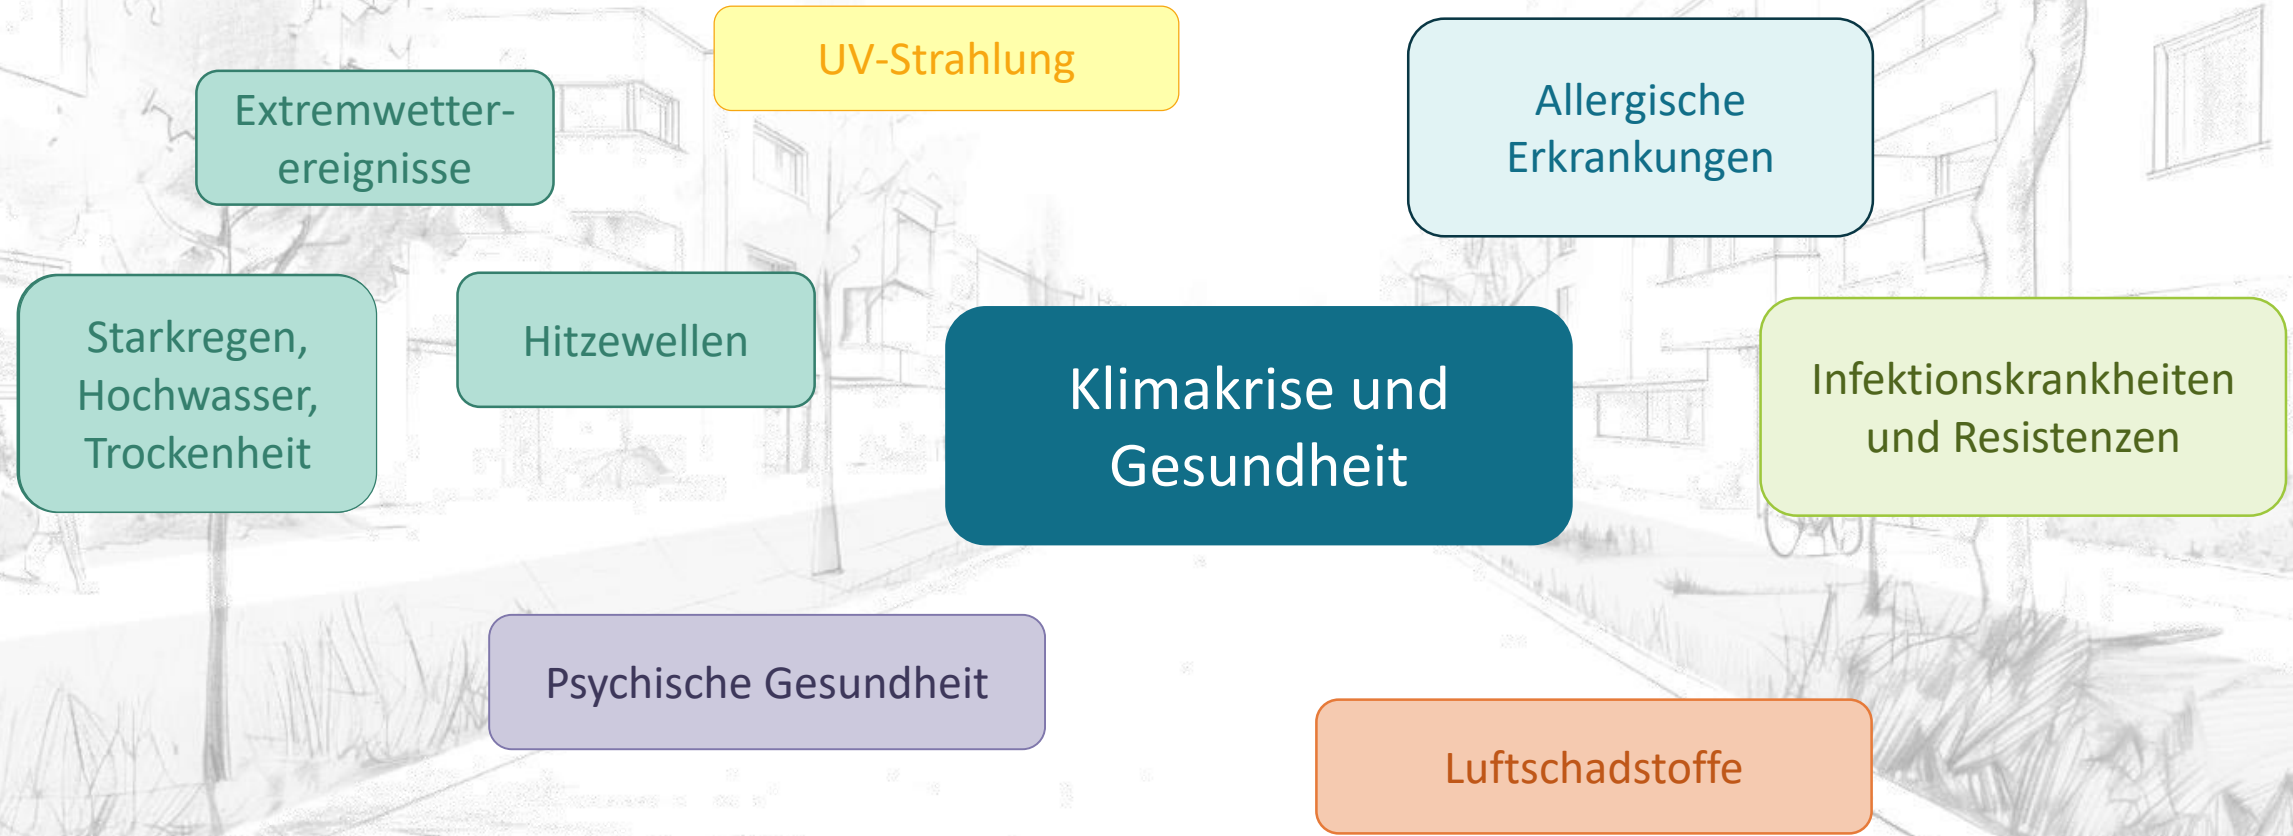 UV-Strahlung
Extremwetter-
ereignisse
Allergische
Erkrankungen
Starkregen,
Hochwasser,
Trockenheit
Hitzewellen
Klimakrise und
Gesundheit
Infektionskrankheiten
und Resistenzen
Psychische Gesundheit
Luftschadstoffe